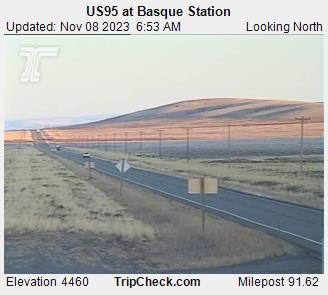 US95 at Basque Station
Updated: Nov 08 2023 6:53 AM Looking North
Elevation 4460 TripCheck.com Milepost 91.62